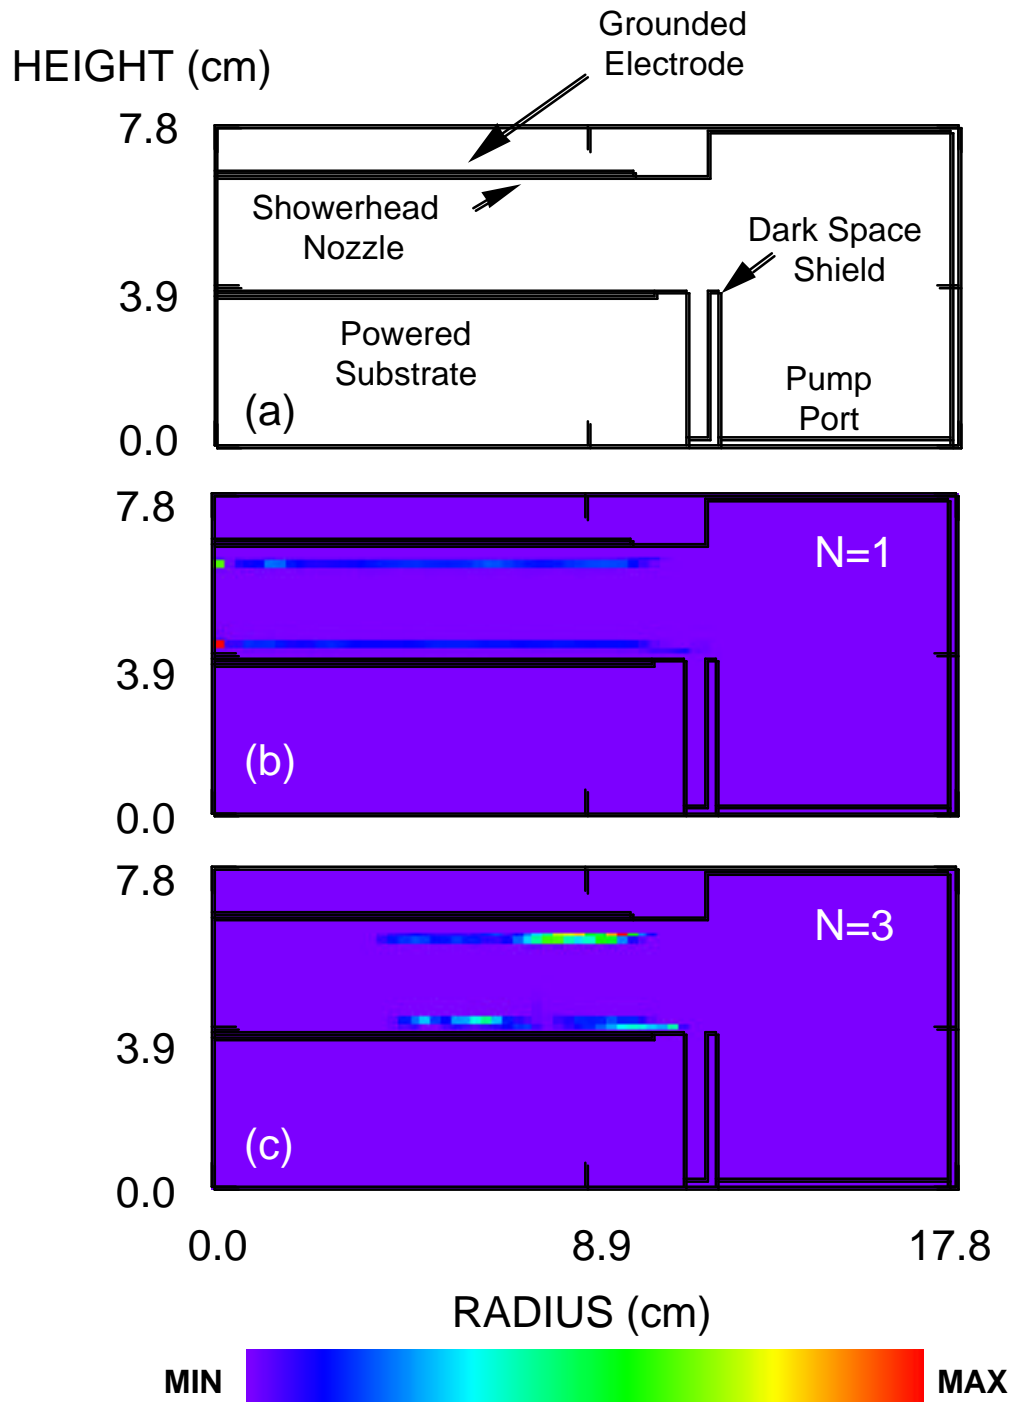 Grounded
Electrode
HEIGHT (cm)
7.8
Showerhead
Nozzle
Dark Space
Shield
3.9
Powered
Substrate
Pump
Port
(a)
0.0
7.8
N=1
3.9
(b)
0.0
7.8
N=3
3.9
(c)
0.0
0.0 8.9 17.8
RADIUS (cm)
MIN MAX